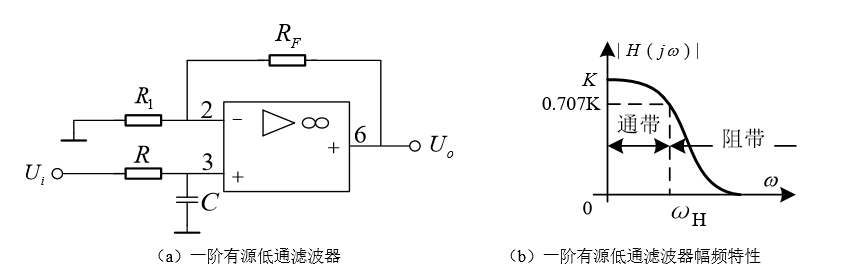 R_F
R_1
2
−
▷ ∞
6
+
U_o
U_i
R
3
+
C
(a) 一阶有源低通滤波器
| H ( jω) |
K
0.707K
通带
阻带
ω
0
ω_H
(b) 一阶有源低通滤波器幅频特性